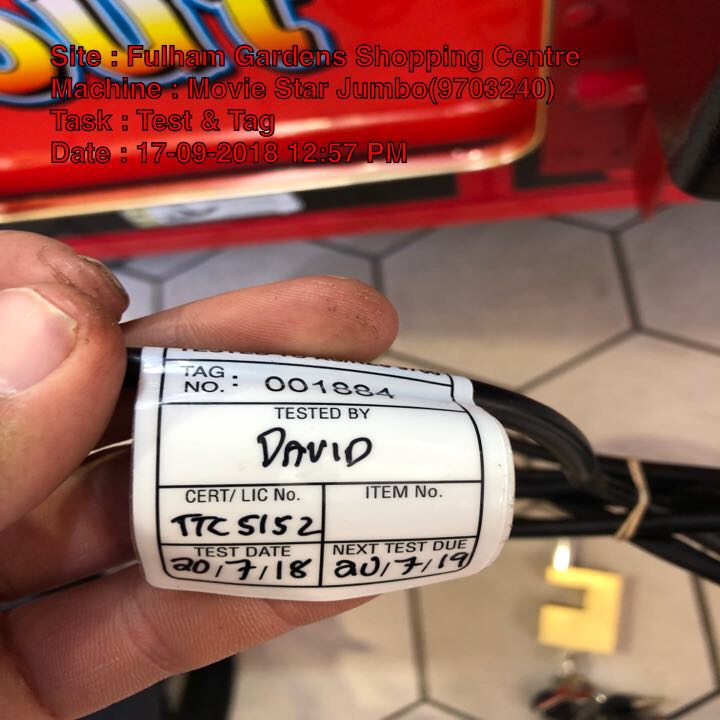 Site : Fulham Gardens Shopping Centre
Machine : Movie Star Jumbo(9703240)
Task : Test & Tag
Date : 17-09-2018 12:57 PM
TAG NO. : 001884
TESTED BY
DAVID
CERT/ LIC No.
TTC 5152
ITEM No.
TEST DATE
20/7/18
NEXT TEST DUE
20/7/19